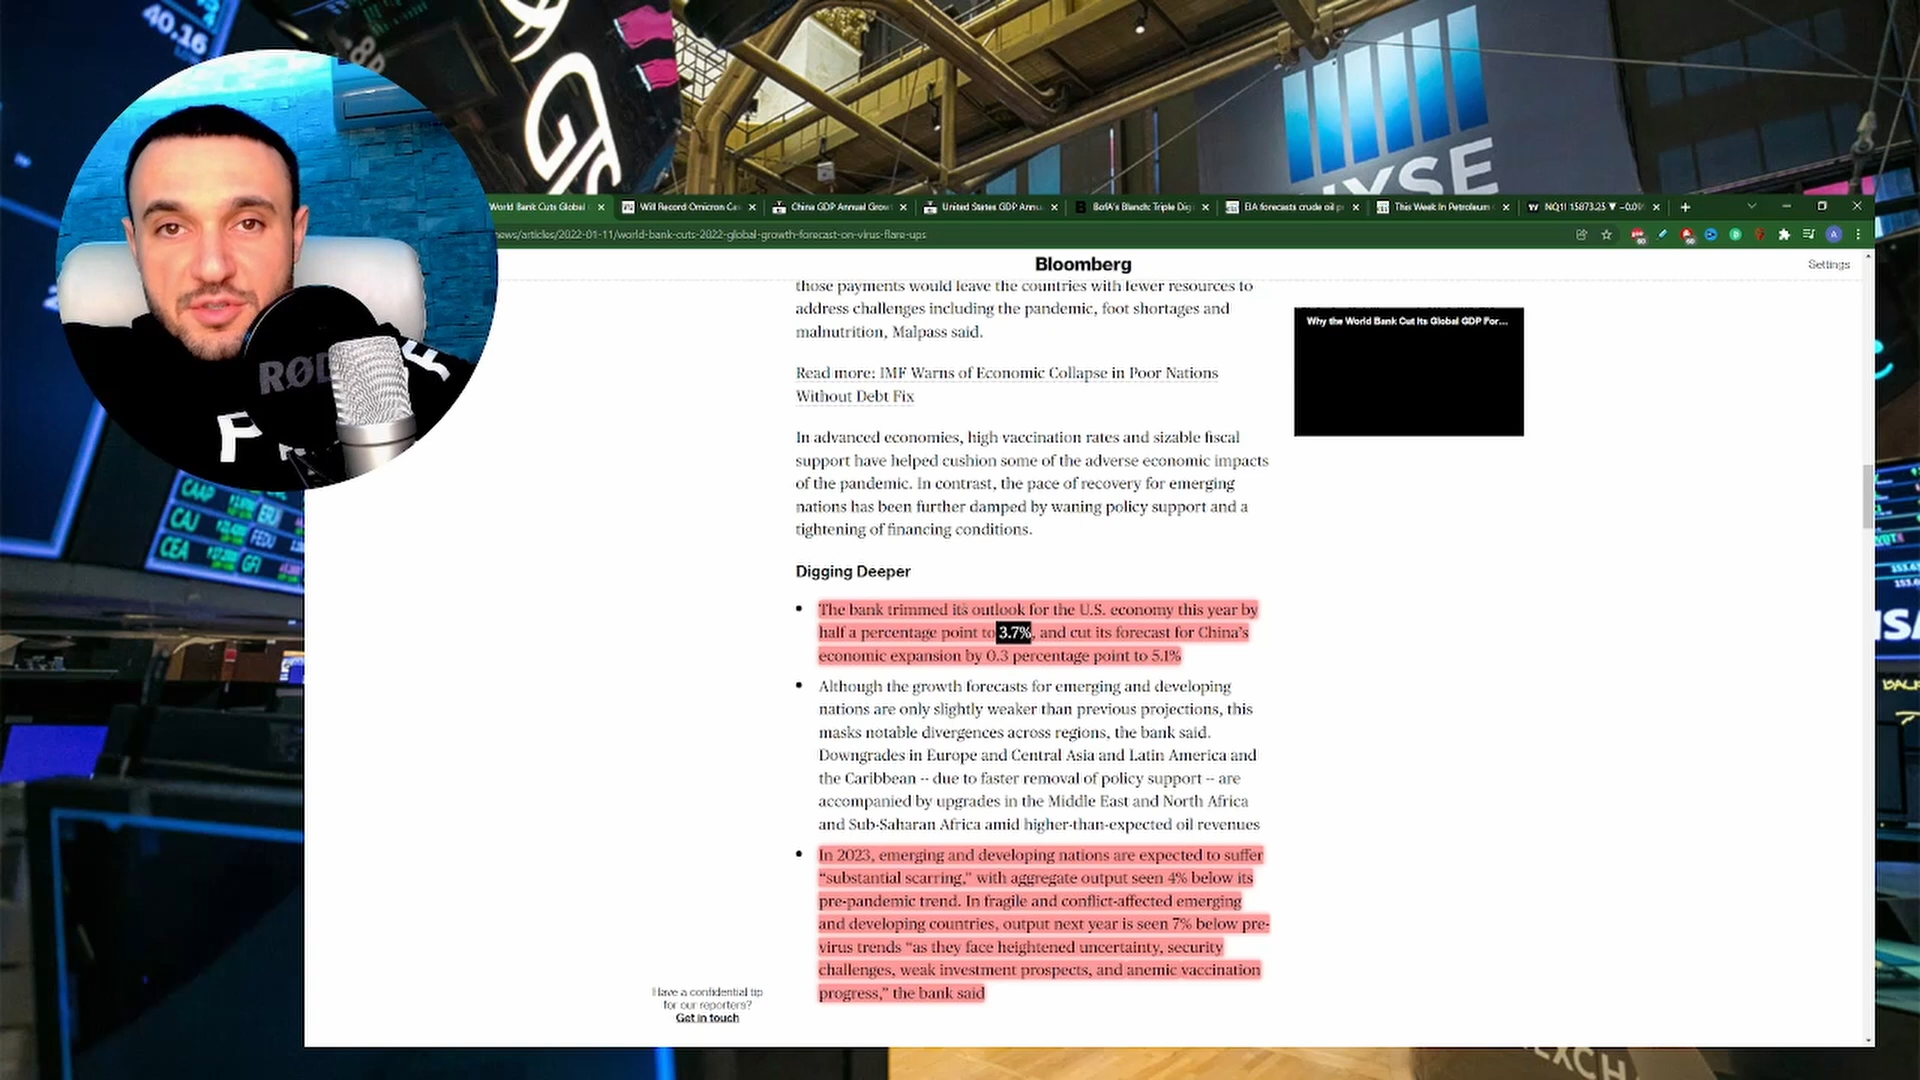 40.16
NYSE
World Bank Cuts Global
Will Record Omicron Ca
China GDP Annual Grow
United States GDP Annu
BofA's Blanch: Triple Dig
EIA forecasts crude oil p
This Week In Petroleum
NQ1! 15873.25 ▼ −0.0
news/articles/2022-01-11/world-bank-cuts-2022-global-growth-forecast-on-virus-flare-ups
Bloomberg
Settings
those payments would leave the countries with fewer resources to
address challenges including the pandemic, foot shortages and
malnutrition, Malpass said.
Why the World Bank Cut Its Global GDP For...
Read more: IMF Warns of Economic Collapse in Poor Nations
Without Debt Fix
RØD
In advanced economies, high vaccination rates and sizable fiscal
support have helped cushion some of the adverse economic impacts
of the pandemic. In contrast, the pace of recovery for emerging
nations has been further damped by waning policy support and a
tightening of financing conditions.
CAAP
CAJ
FEDU
CEA
GFI
Digging Deeper
• The bank trimmed its outlook for the U.S. economy this year by
half a percentage point to 3.7%, and cut its forecast for China's
economic expansion by 0.3 percentage point to 5.1%
• Although the growth forecasts for emerging and developing
nations are only slightly weaker than previous projections, this
masks notable divergences across regions, the bank said.
Downgrades in Europe and Central Asia and Latin America and
the Caribbean -- due to faster removal of policy support -- are
accompanied by upgrades in the Middle East and North Africa
and Sub-Saharan Africa amid higher-than-expected oil revenues
• In 2023, emerging and developing nations are expected to suffer
“substantial scarring,” with aggregate output seen 4% below its
pre-pandemic trend. In fragile and conflict-affected emerging
and developing countries, output next year is seen 7% below pre-
virus trends “as they face heightened uncertainty, security
challenges, weak investment prospects, and anemic vaccination
progress,” the bank said
Have a confidential tip
for our reporters?
Get in touch